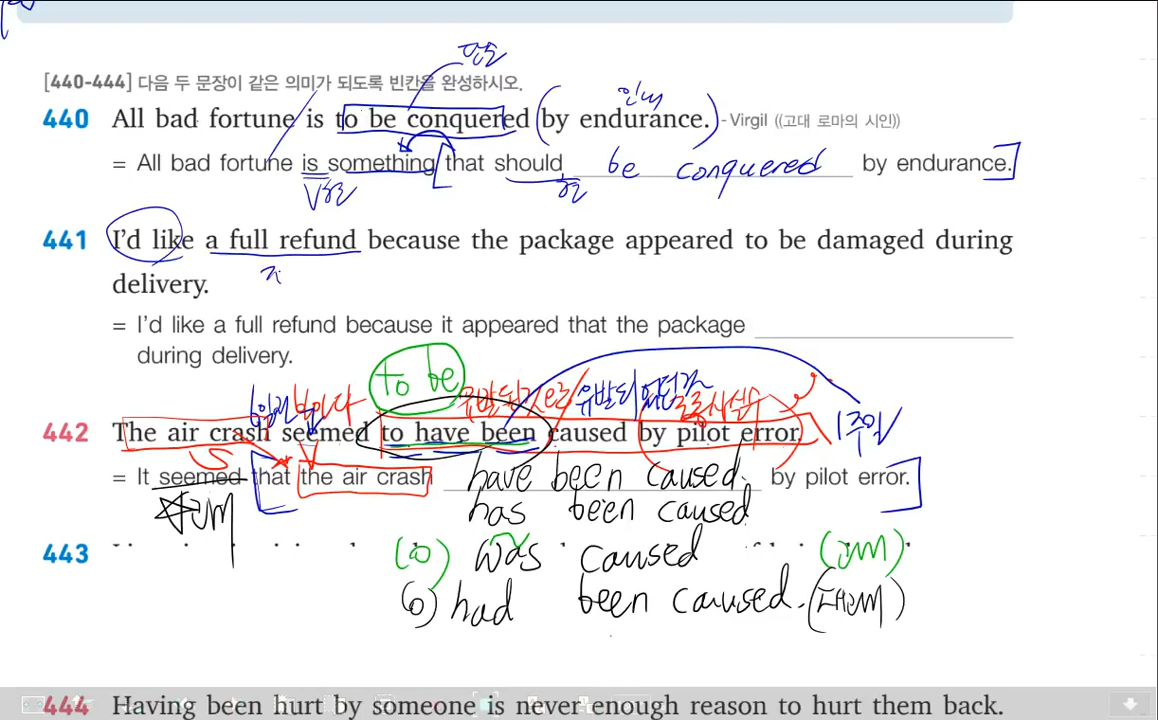 [440-444] 다음 두 문장이 같은 의미가 되도록 빈칸을 완성하시오.
440 All bad fortune is to be conquered by endurance. - Virgil ((고대 로마의 시인))
인내
= All bad fortune is something that should be conquered by endurance.
441 I'd like a full refund because the package appeared to be damaged during
delivery.
= I'd like a full refund because it appeared that the package
during delivery.
to be
442 The air crash seemed to have been caused by pilot error.
= It seemed that the air crash have been caused. by pilot error.
has been caused
443
(o) was caused
(o) had been caused.
444 Having been hurt by someone is never enough reason to hurt them back.